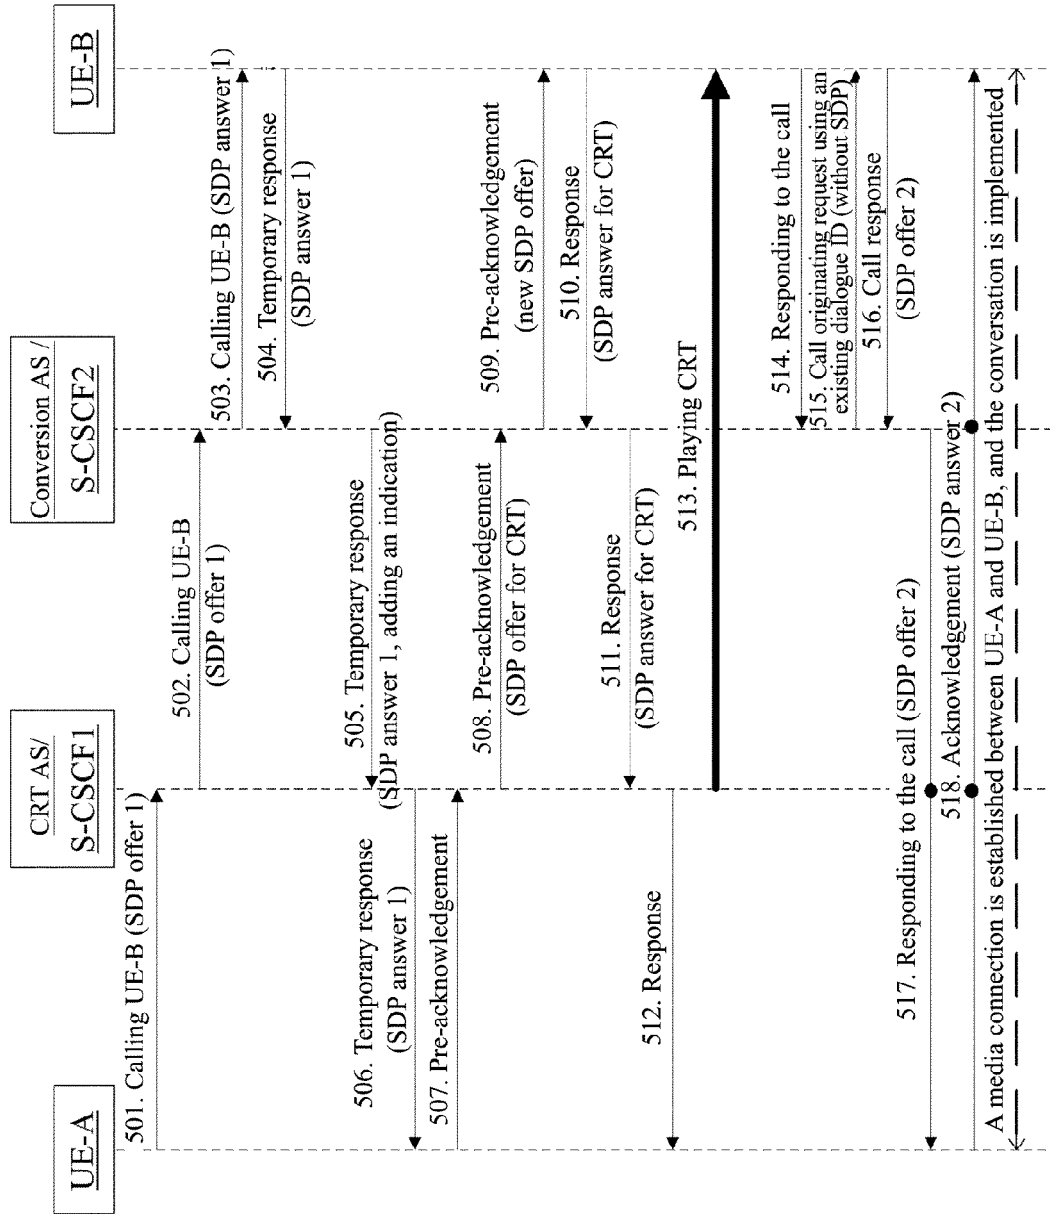 UE-A
CRT AS/
S-CSCF1
Conversion AS /
S-CSCF2
UE-B
501. Calling UE-B (SDP offer 1)
502. Calling UE-B
(SDP offer 1)
503. Calling UE-B (SDP answer 1)
504. Temporary response
(SDP answer 1)
505. Temporary response
(SDP answer 1, adding an indication)
506. Temporary response
(SDP answer 1)
507. Pre-acknowledgement
508. Pre-acknowledgement
(SDP offer for CRT)
509. Pre-acknowledgement
(new SDP offer)
510. Response
(SDP answer for CRT)
511. Response
(SDP answer for CRT)
512. Response
513. Playing CRT
514. Responding to the call
515. Call originating request using an
existing dialogue ID (without SDP)
516. Call response
(SDP offer 2)
517. Responding to the call (SDP offer 2)
518. Acknowledgement (SDP answer 2)
A media connection is established between UE-A and UE-B, and the conversation is implemented